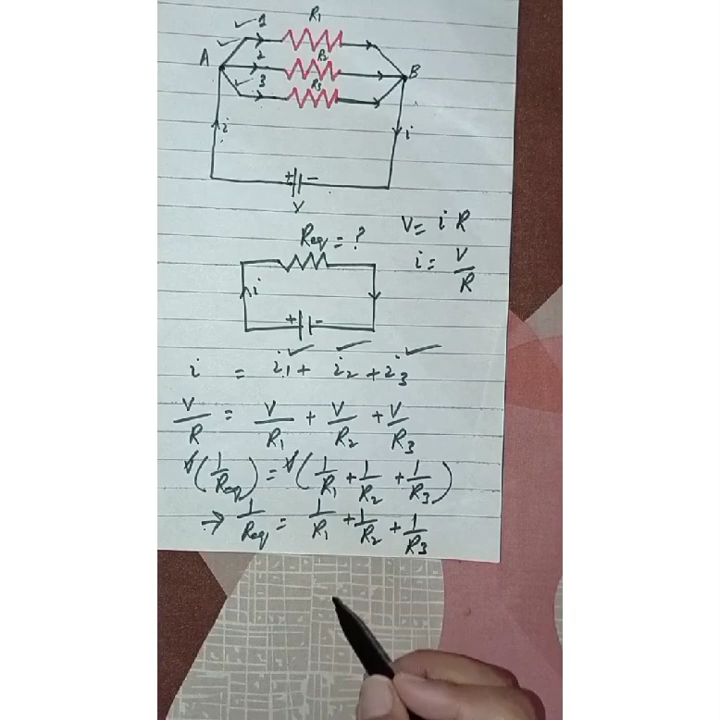 1 R₁
A 2 R₂ B
3 R₃
i i
+ -
V
Req = ? V = i R
i = V/R
i
+ -
i = i₁ + i₂ + i₃
V/R = V/R₁ + V/R₂ + V/R₃
V(1/Req) = V(1/R₁ + 1/R₂ + 1/R₃)
⇒ 1/Req = 1/R₁ + 1/R₂ + 1/R₃